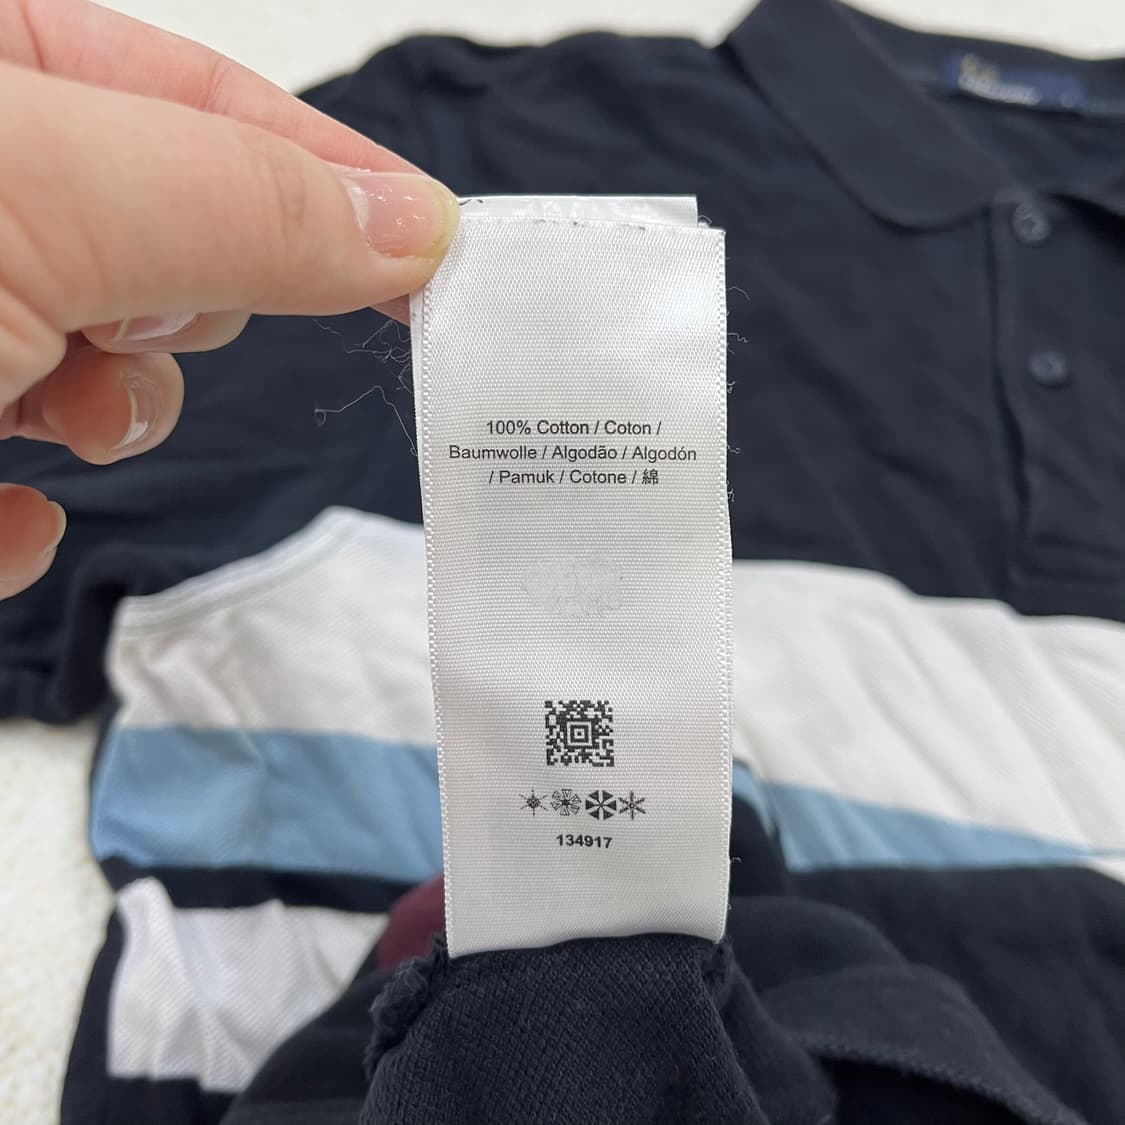 100% Cotton / Coton /
Baumwolle / Algodão / Algodón
/ Pamuk / Cotone / 綿
134917